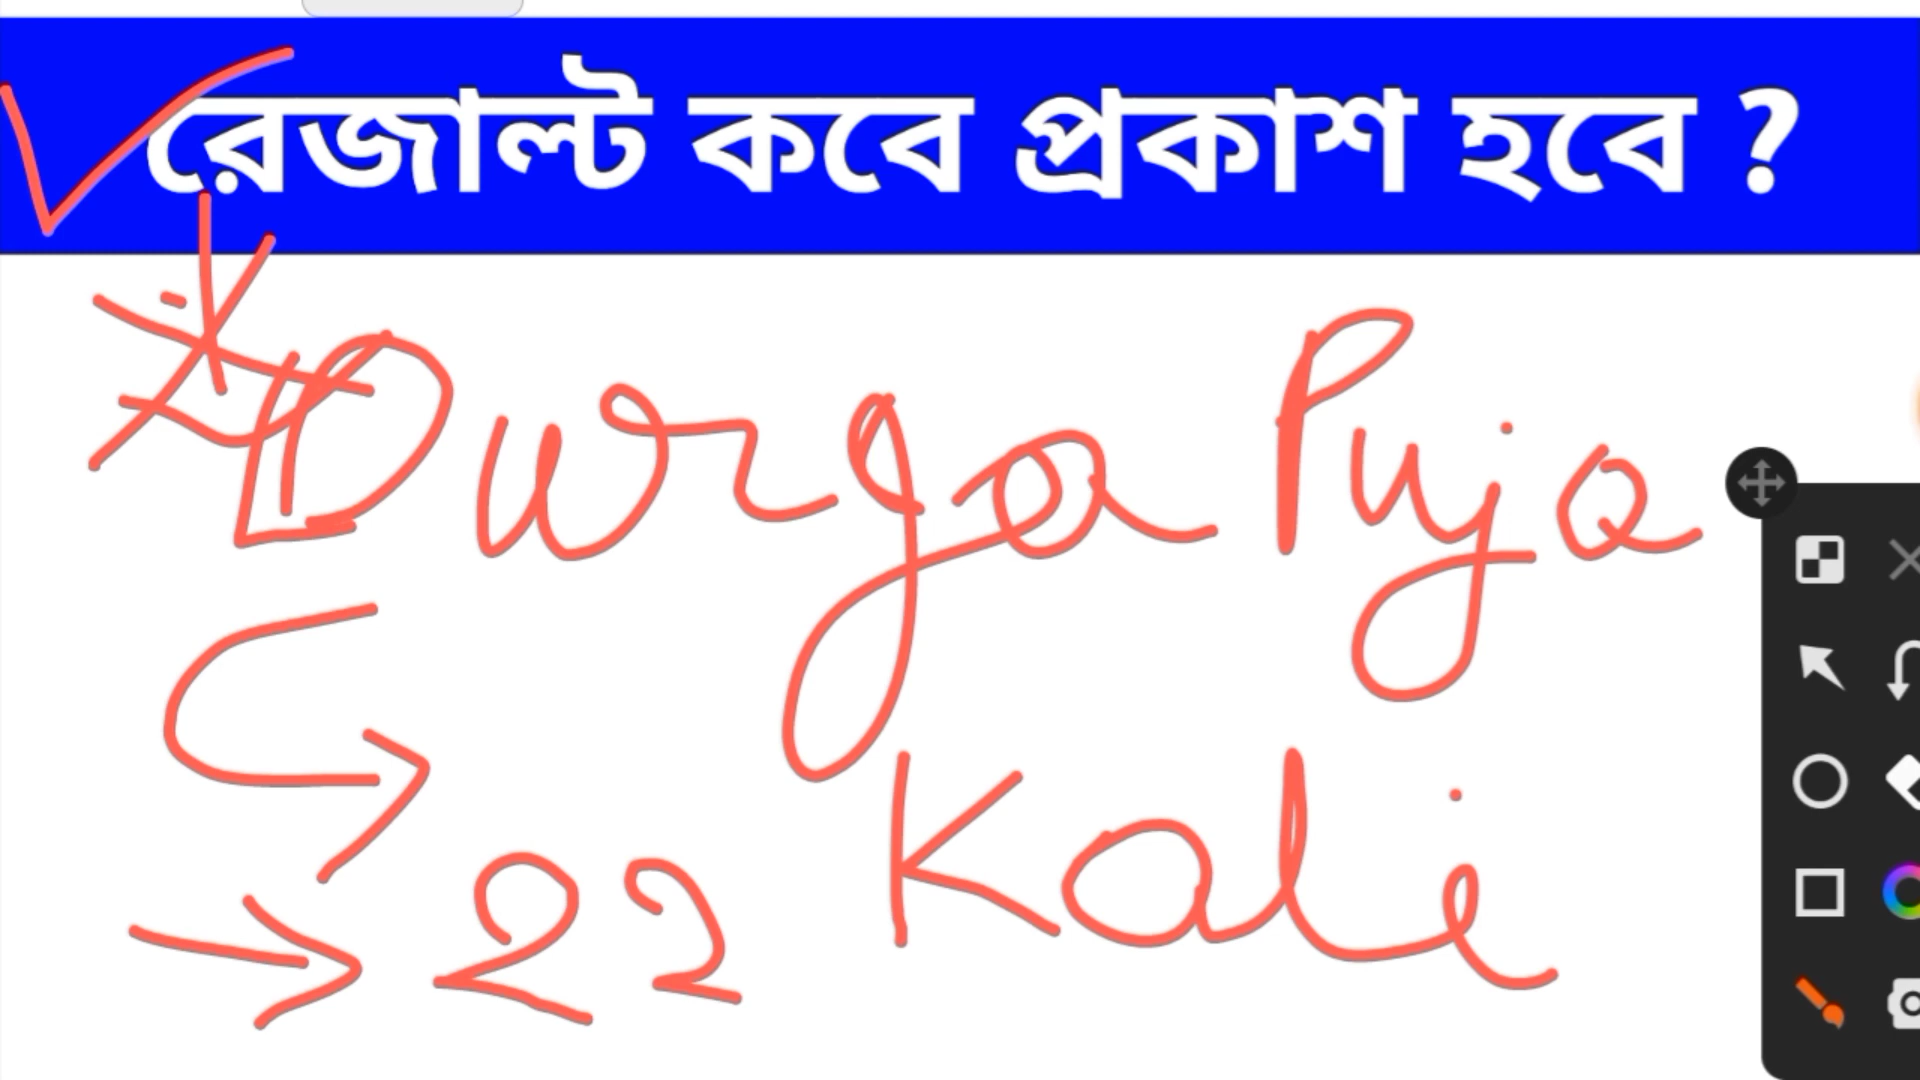 রেজাল্ট কবে প্রকাশ হবে ?
Durga Puja
22 Kali